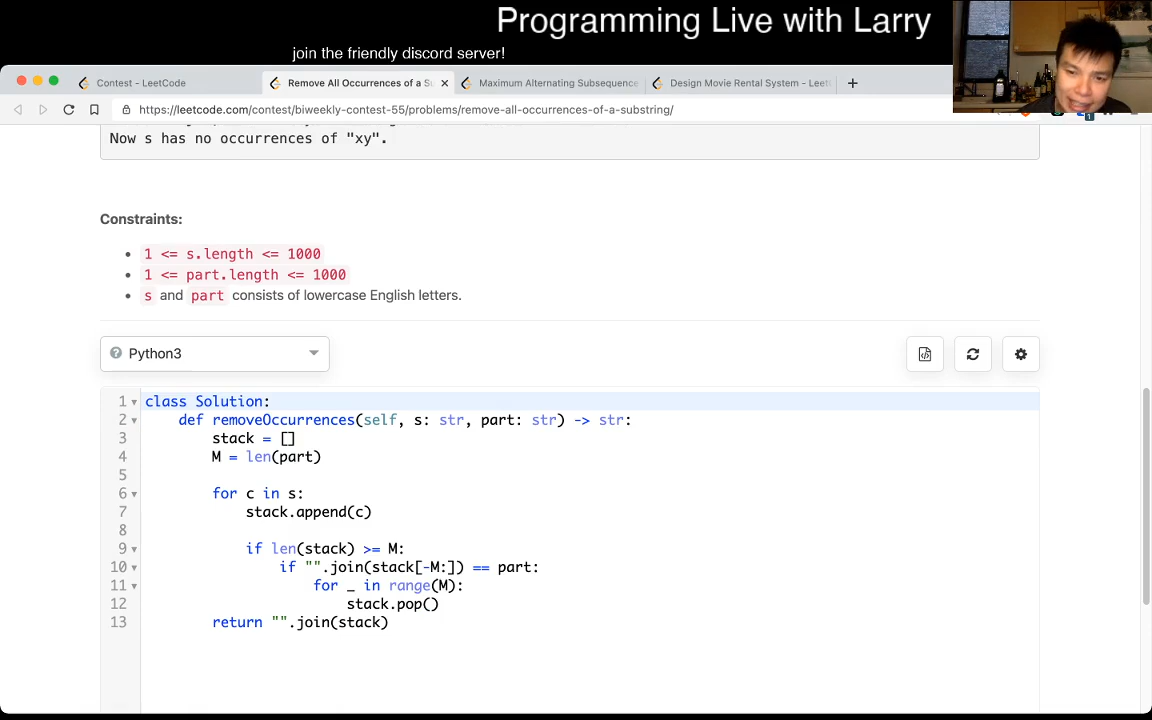 Programming Live with Larry
join the friendly discord server!
Contest - LeetCode
Remove All Occurrences of a Su
Maximum Alternating Subsequence
Design Movie Rental System - Leet
https://leetcode.com/contest/biweekly-contest-55/problems/remove-all-occurrences-of-a-substring/
Now s has no occurrences of "xy".
Constraints:
• 1 <= s.length <= 1000
• 1 <= part.length <= 1000
• s and part consists of lowercase English letters.
Python3
1 class Solution:
2 def removeOccurrences(self, s: str, part: str) -> str:
3 stack = []
4 M = len(part)
5
6 for c in s:
7 stack.append(c)
8
9 if len(stack) >= M:
10 if "".join(stack[-M:]) == part:
11 for _ in range(M):
12 stack.pop()
13 return "".join(stack)